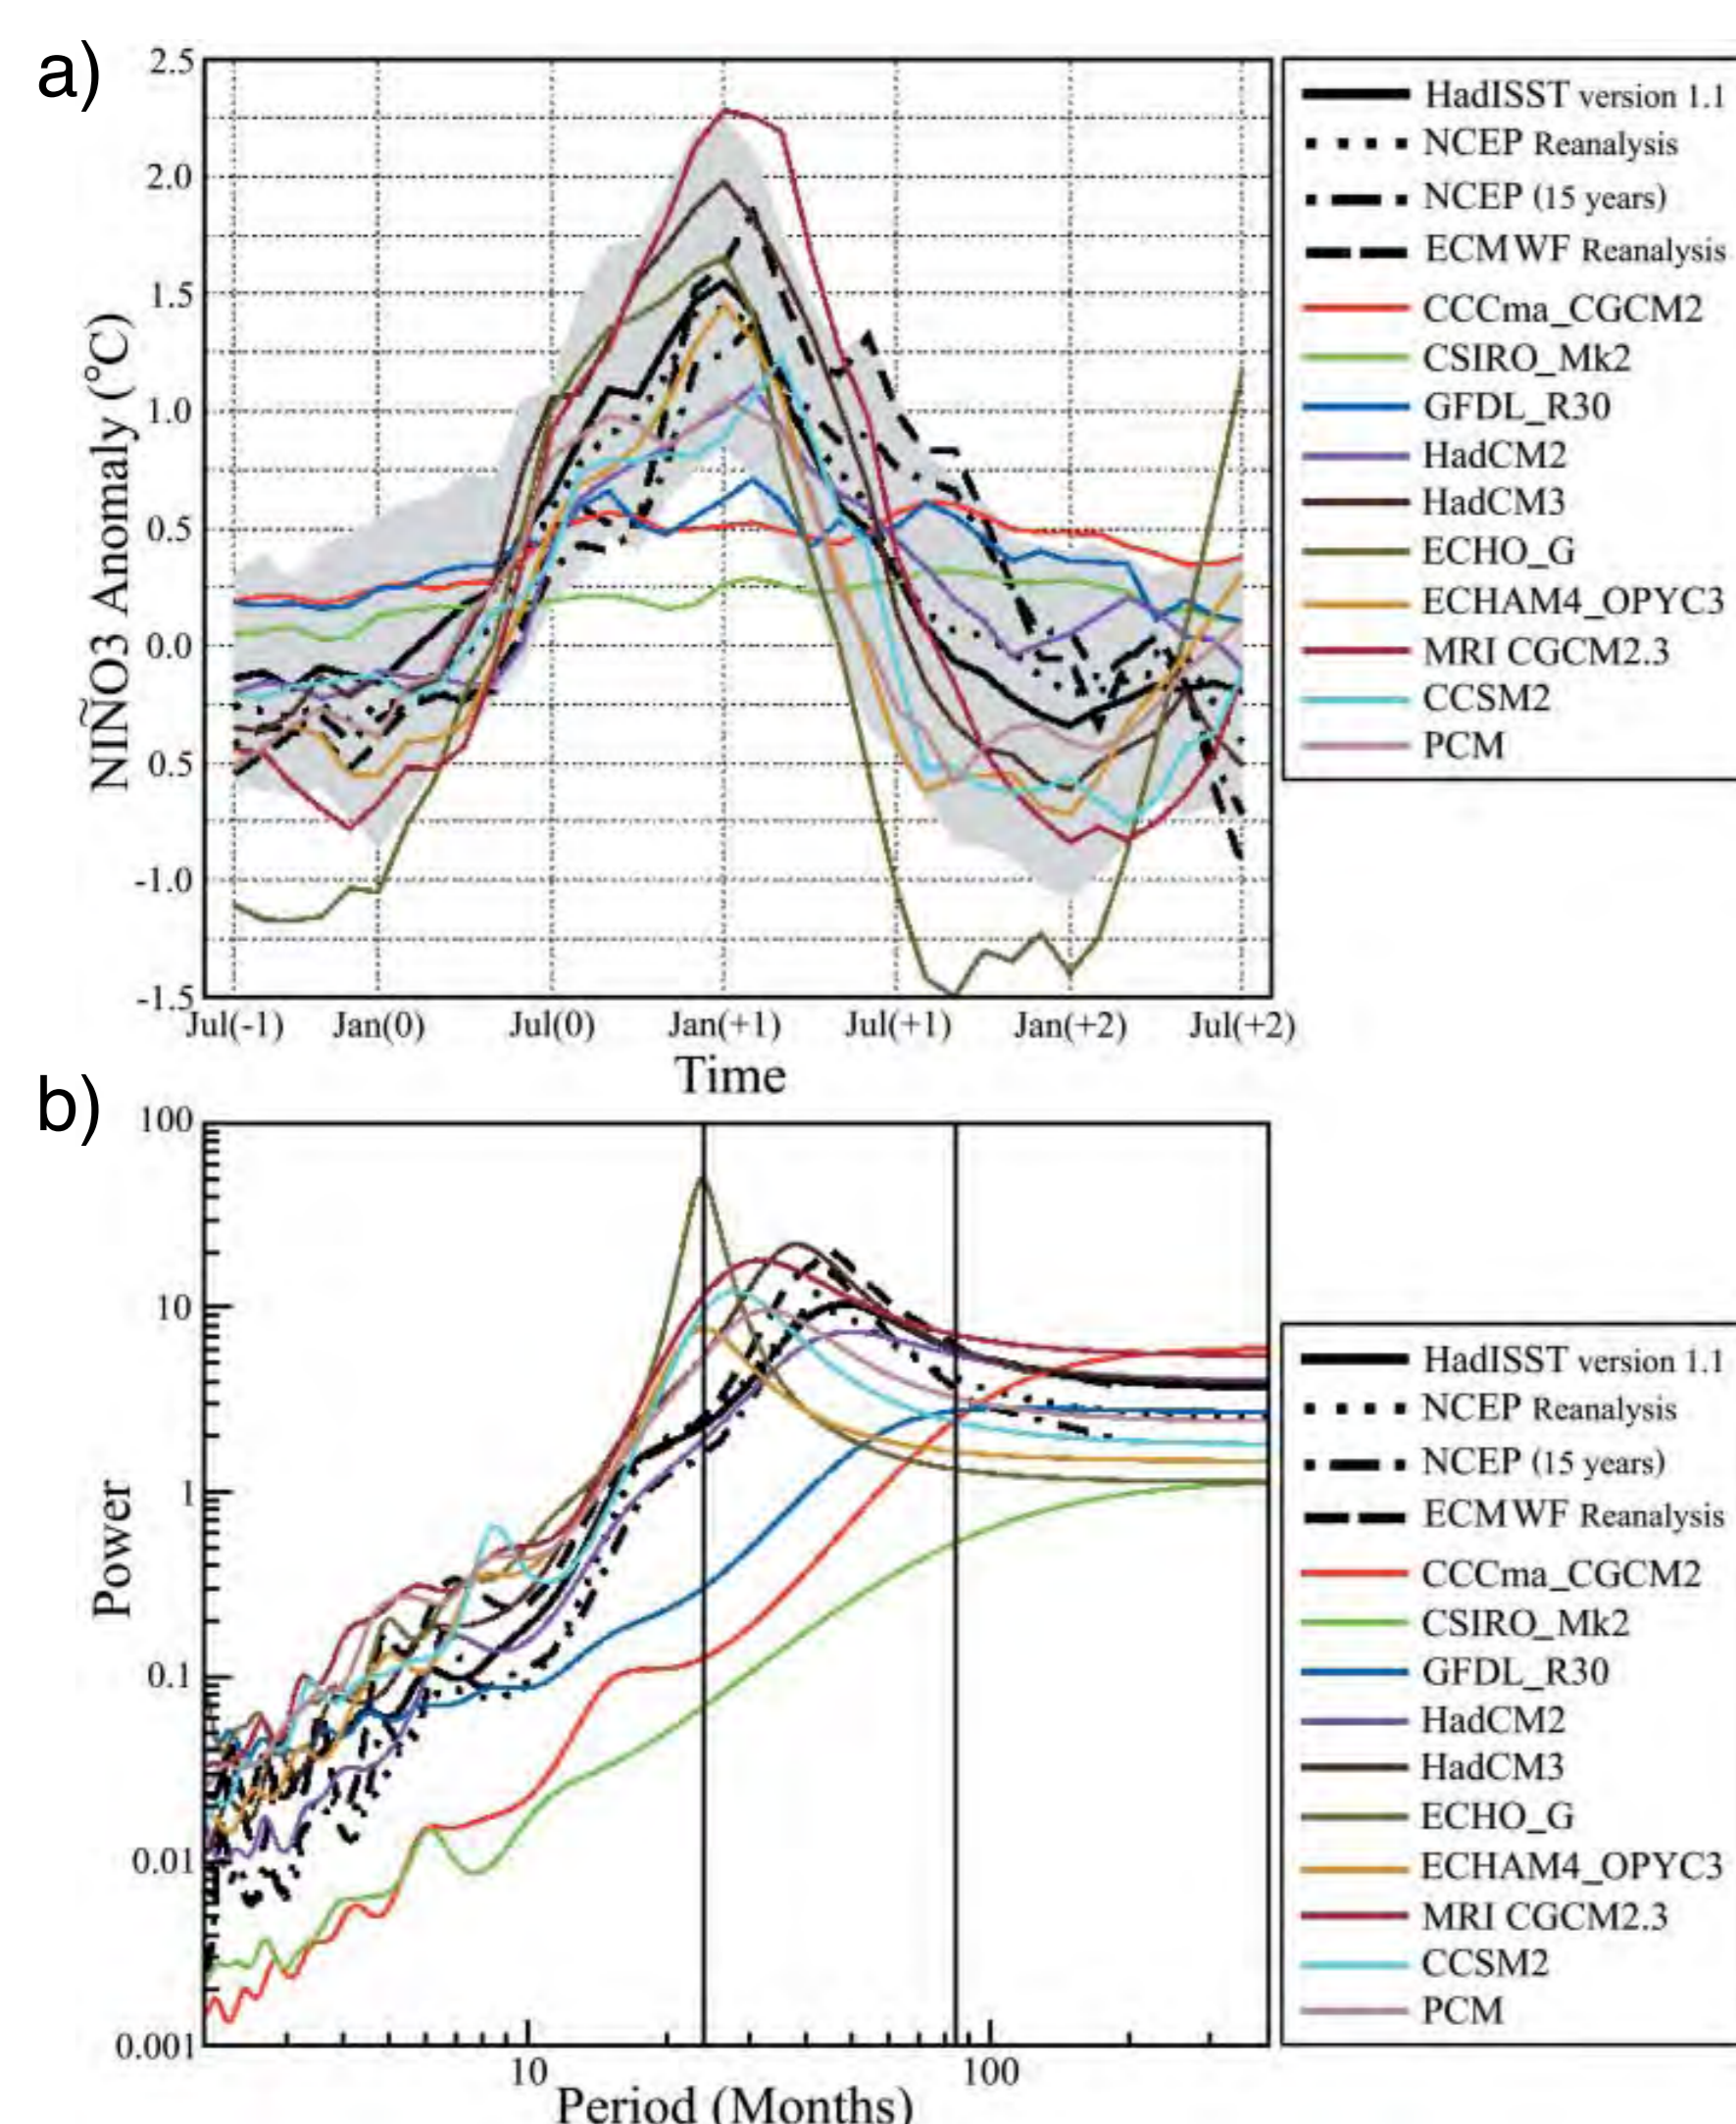 a)
NIÑO3 Anomaly (°C)
2.5
2.0
1.5
1.0
0.5
0.0
0.5
-1.0
-1.5
Jul(-1) Jan(0) Jul(0) Jan(+1) Jul(+1) Jan(+2) Jul(+2)
Time
HadISST version 1.1
NCEP Reanalysis
NCEP (15 years)
ECMWF Reanalysis
CCCma_CGCM2
CSIRO_Mk2
GFDL_R30
HadCM2
HadCM3
ECHO_G
ECHAM4_OPYC3
MRI CGCM2.3
CCSM2
PCM
b)
Power
100
10
1
0.1
0.01
0.001
10 100
Period (Months)
HadISST version 1.1
NCEP Reanalysis
NCEP (15 years)
ECMWF Reanalysis
CCCma_CGCM2
CSIRO_Mk2
GFDL_R30
HadCM2
HadCM3
ECHO_G
ECHAM4_OPYC3
MRI CGCM2.3
CCSM2
PCM